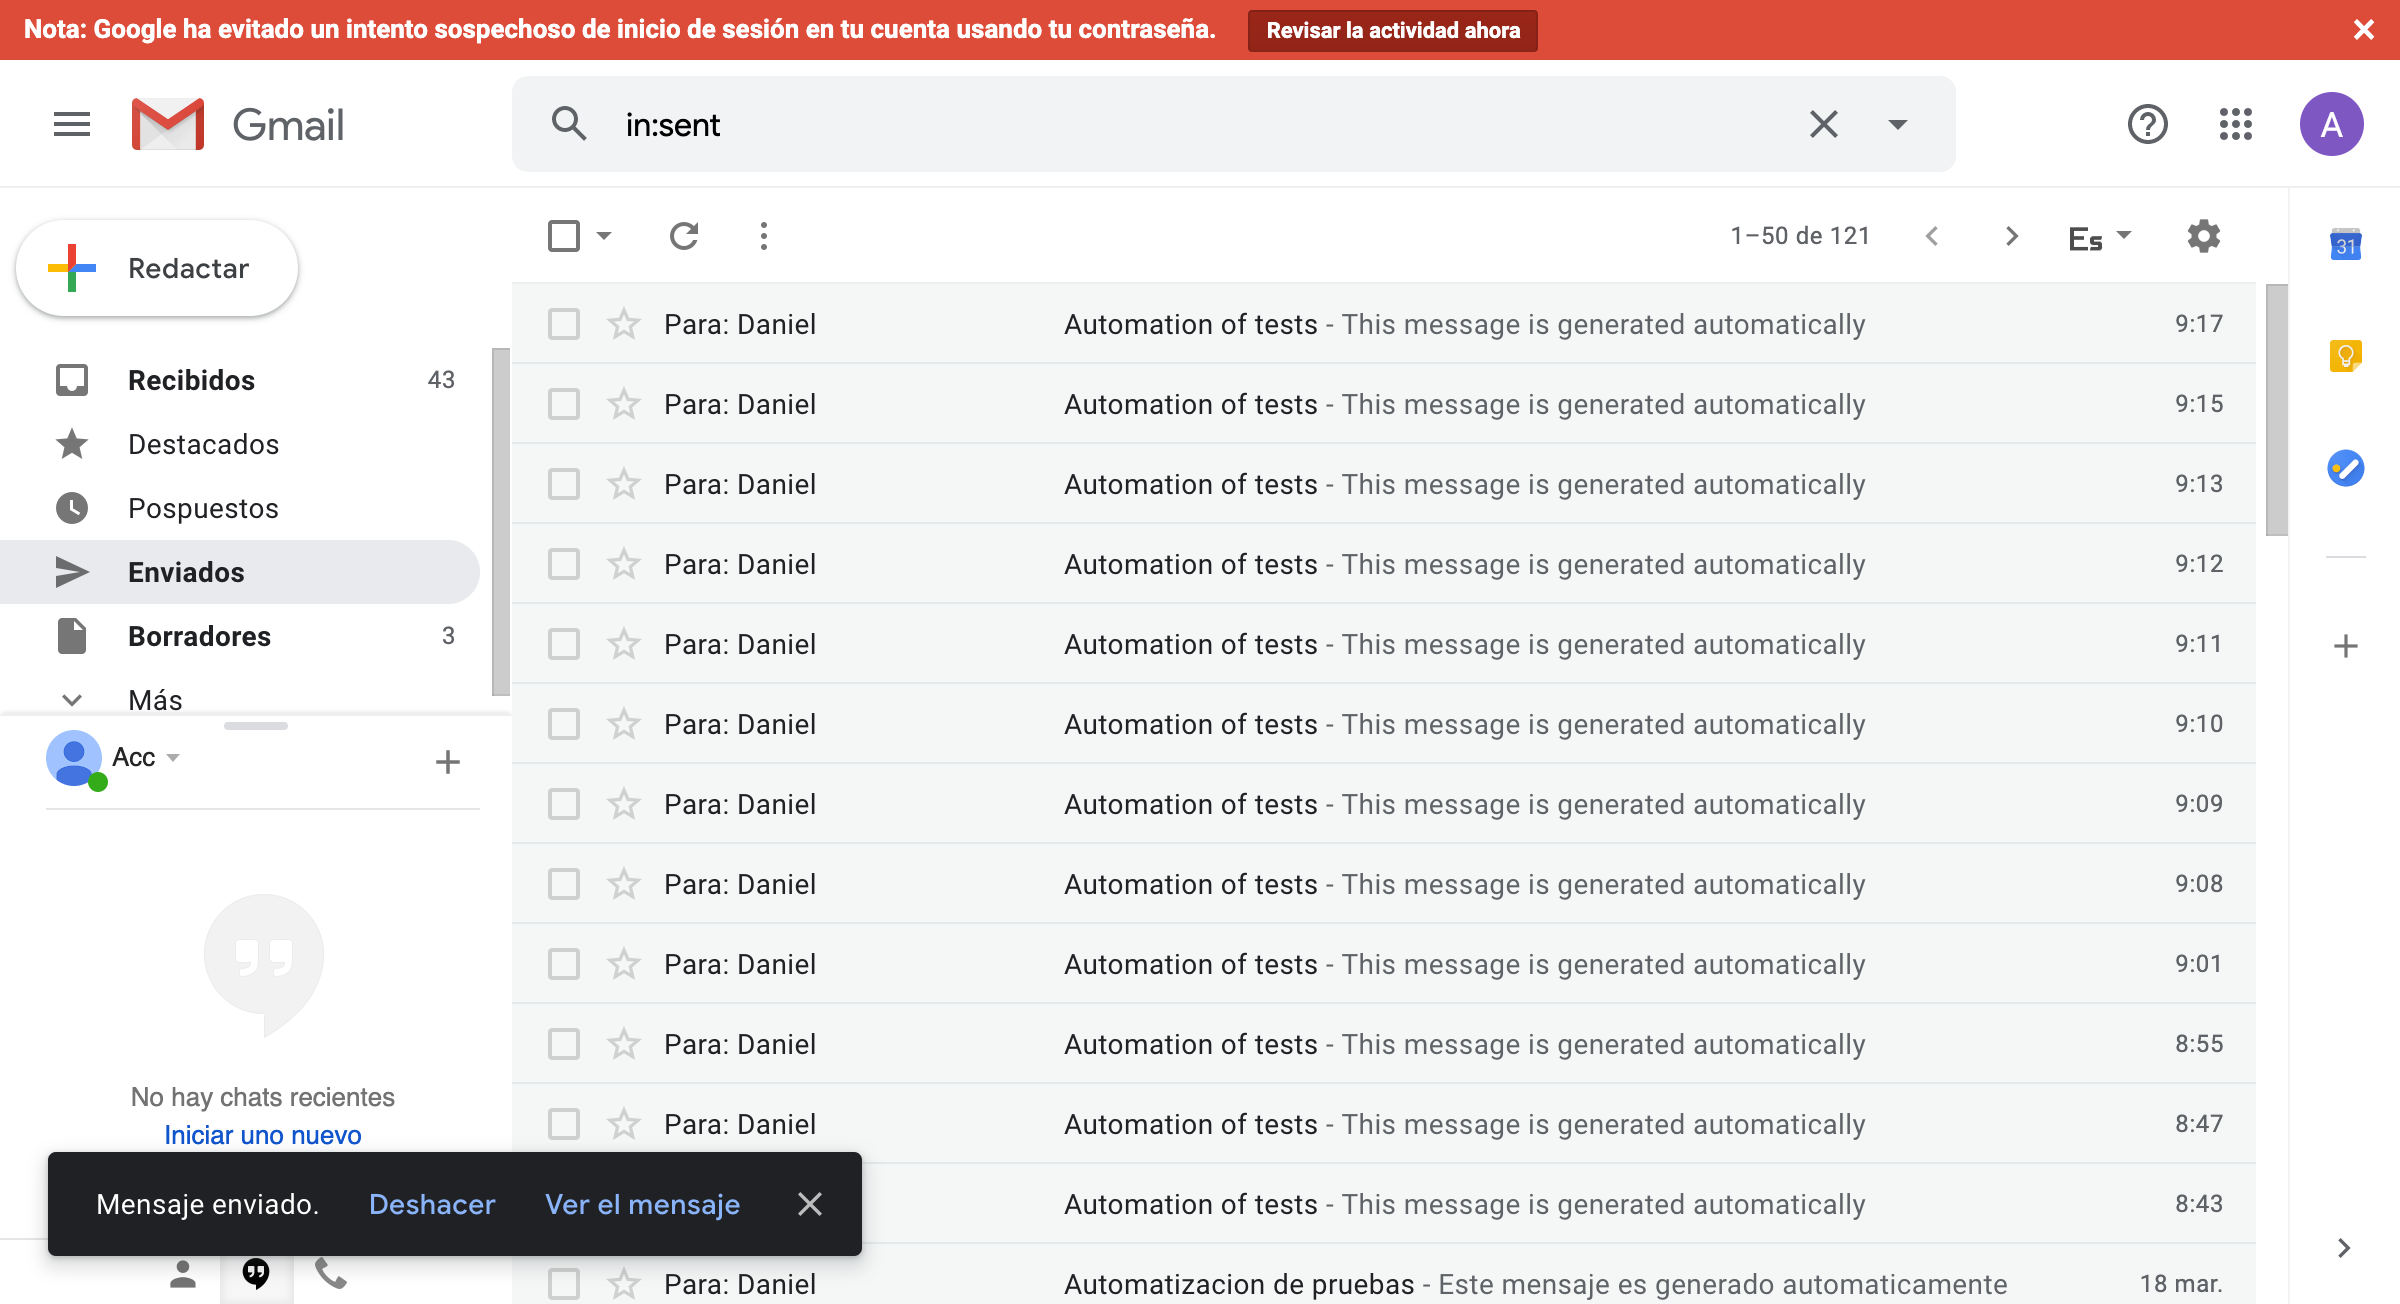 Nota: Google ha evitado un intento sospechoso de inicio de sesión en tu cuenta usando tu contraseña. Revisar la actividad ahora
Gmail
in:sent
A
Redactar
1–50 de 121
Es
31
Recibidos 43
Destacados
Pospuestos
Enviados
Borradores 3
Más
Acc
No hay chats recientes
Iniciar uno nuevo
Para: Daniel Automation of tests - This message is generated automatically 9:17
Para: Daniel Automation of tests - This message is generated automatically 9:15
Para: Daniel Automation of tests - This message is generated automatically 9:13
Para: Daniel Automation of tests - This message is generated automatically 9:12
Para: Daniel Automation of tests - This message is generated automatically 9:11
Para: Daniel Automation of tests - This message is generated automatically 9:10
Para: Daniel Automation of tests - This message is generated automatically 9:09
Para: Daniel Automation of tests - This message is generated automatically 9:08
Para: Daniel Automation of tests - This message is generated automatically 9:01
Para: Daniel Automation of tests - This message is generated automatically 8:55
Para: Daniel Automation of tests - This message is generated automatically 8:47
Automation of tests - This message is generated automatically 8:43
Para: Daniel Automatizacion de pruebas - Este mensaje es generado automaticamente 18 mar.
Mensaje enviado. Deshacer Ver el mensaje